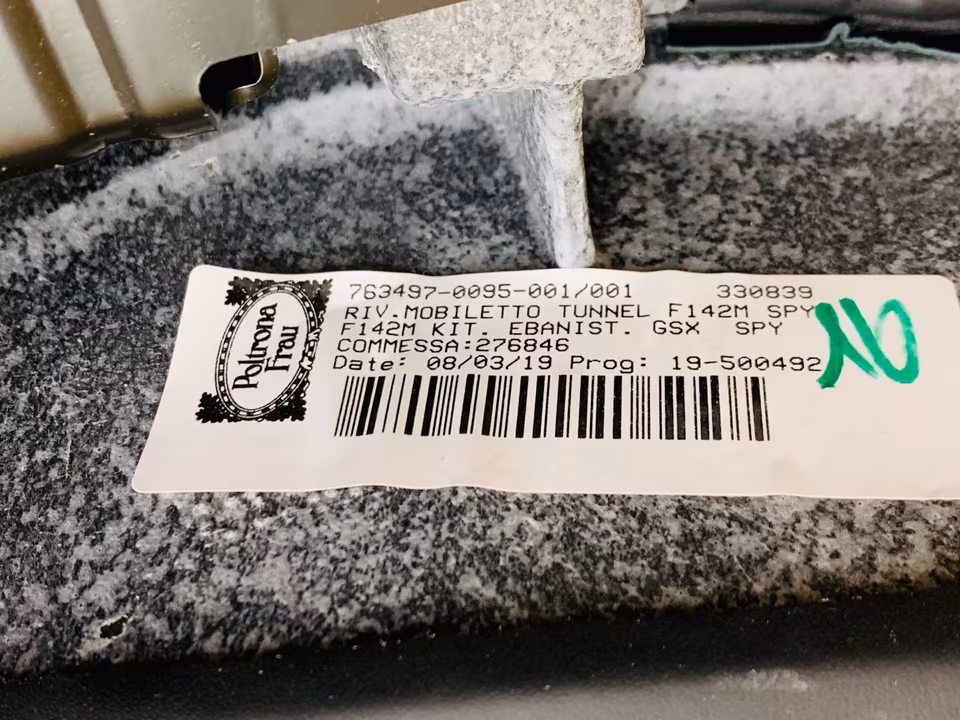 Poltrona
Frau
763497-0095-001/001 330839
RIV.MOBILETTO TUNNEL F142M SPY
F142M KIT. EBANIST. GSX SPY
COMMESSA:276846
Date: 08/03/19 Prog: 19-500492